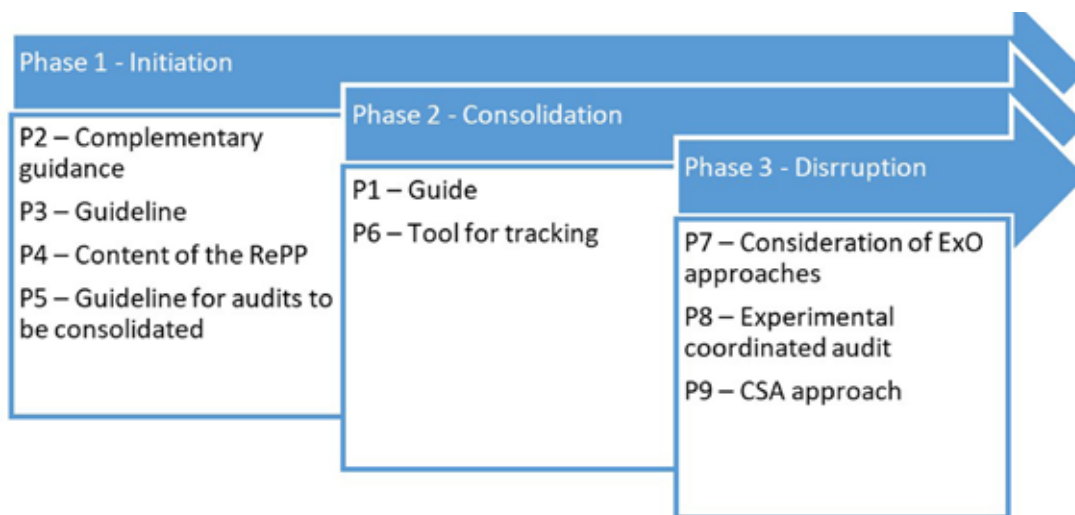 Phase 1 - Initiation
P2 – Complementary
guidance
P3 – Guideline
P4 – Content of the RePP
P5 – Guideline for audits to
be consolidated
Phase 2 - Consolidation
P1 – Guide
P6 – Tool for tracking
Phase 3 - Disrruption
P7 – Consideration of ExO
approaches
P8 – Experimental
coordinated audit
P9 – CSA approach